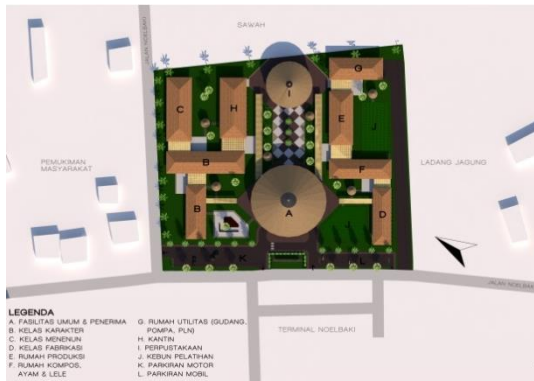 SAWAH
JALAN NOELBAKI
G
I
C
H
E
J
PEMUKIMAN
MASYARAKAT
B
F
LADANG JAGUNG
B
A
D
K
L
JALAN NOELBAKI
TERMINAL NOELBAKI
LEGENDA
A. FASILITAS UMUM & PENERIMA
B. KELAS KARAKTER
C. KELAS MENENUN
D. KELAS FABRIKASI
E. RUMAH PRODUKSI
F. RUMAH KOMPOS,
AYAM & LELE
G. RUMAH UTILITAS (GUDANG,
POMPA, PLN)
H. KANTIN
I. PERPUSTAKAAN
J. KEBUN PELATIHAN
K. PARKIRAN MOTOR
L. PARKIRAN MOBIL